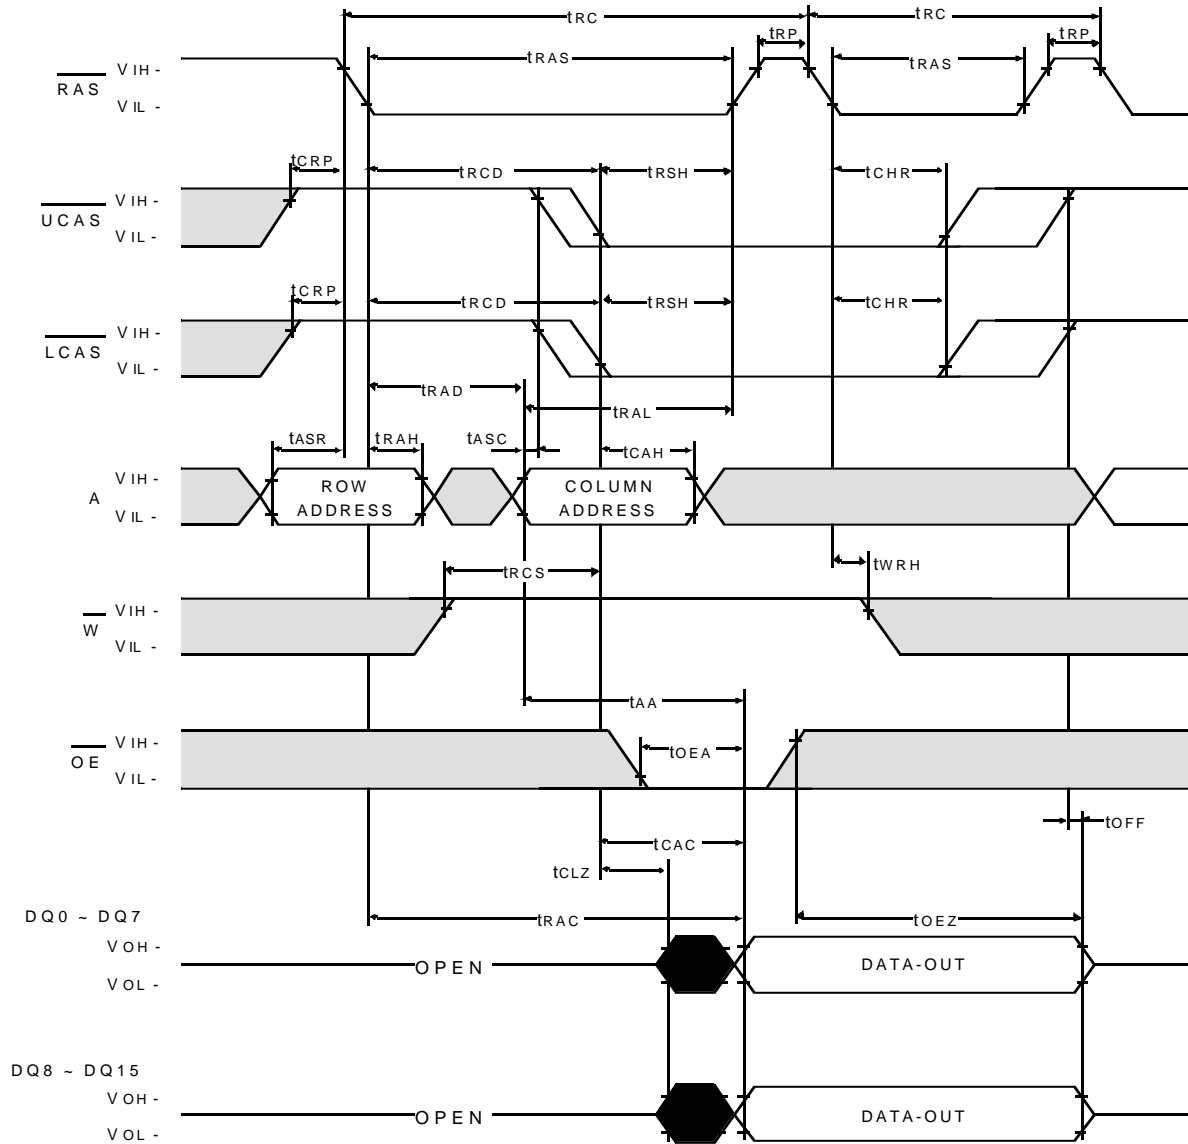 tRC tRC
tRP tRP
VIH - tRAS tRAS
RAS
VIL -
tCRP tRCD tRSH tCHR
VIH -
UCAS
VIL -
tCRP tRCD tRSH tCHR
VIH -
LCAS
VIL -
tRAD
tRAL
tASR tRAH tASC tCAH
VIH - ROW COLUMN
A
VIL - ADDRESS ADDRESS
tRCS tWRH
VIH -
W
VIL -
tAA
VIH - tOEA
OE
VIL -
tOFF
tCAC
tCLZ
DQ0 ~ DQ7 tRAC tOEZ
VOH -
OPEN DATA-OUT
VOL -
DQ8 ~ DQ15
VOH -
OPEN DATA-OUT
VOL -